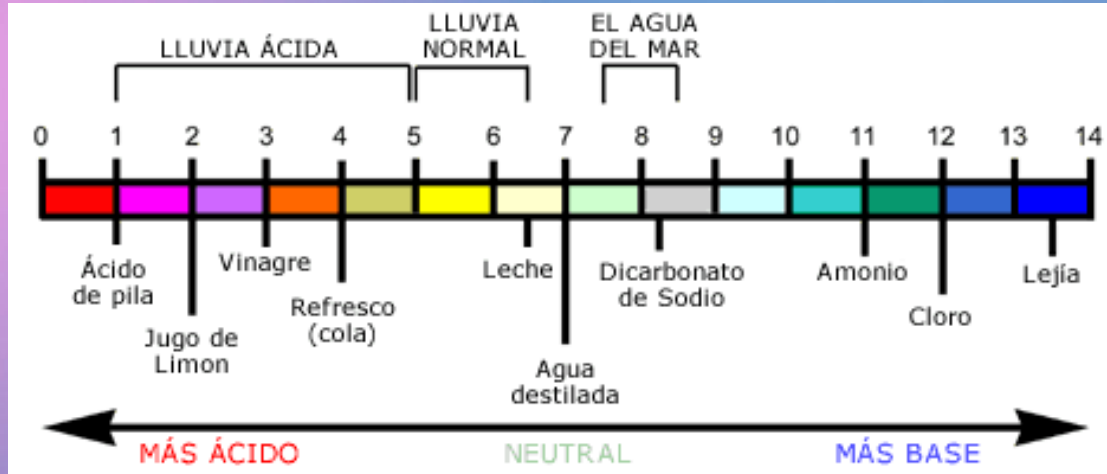 LLUVIA ÁCIDA
LLUVIA
NORMAL
EL AGUA
DEL MAR
0 1 2 3 4 5 6 7 8 9 10 11 12 13 14
Ácido
de pila
Jugo de
Limon
Vinagre
Refresco
(cola)
Leche
Agua
destilada
Dicarbonato
de Sodio
Amonio
Cloro
Lejía
MÁS ÁCIDO NEUTRAL MÁS BASE